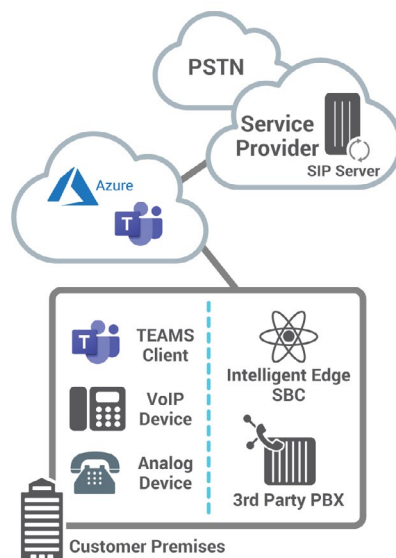 PSTN
Service
Provider
SIP Server
Azure
T
TEAMS
Client
T
VoIP
Device
Analog
Device
Intelligent Edge
SBC
3rd Party PBX
Customer Premises